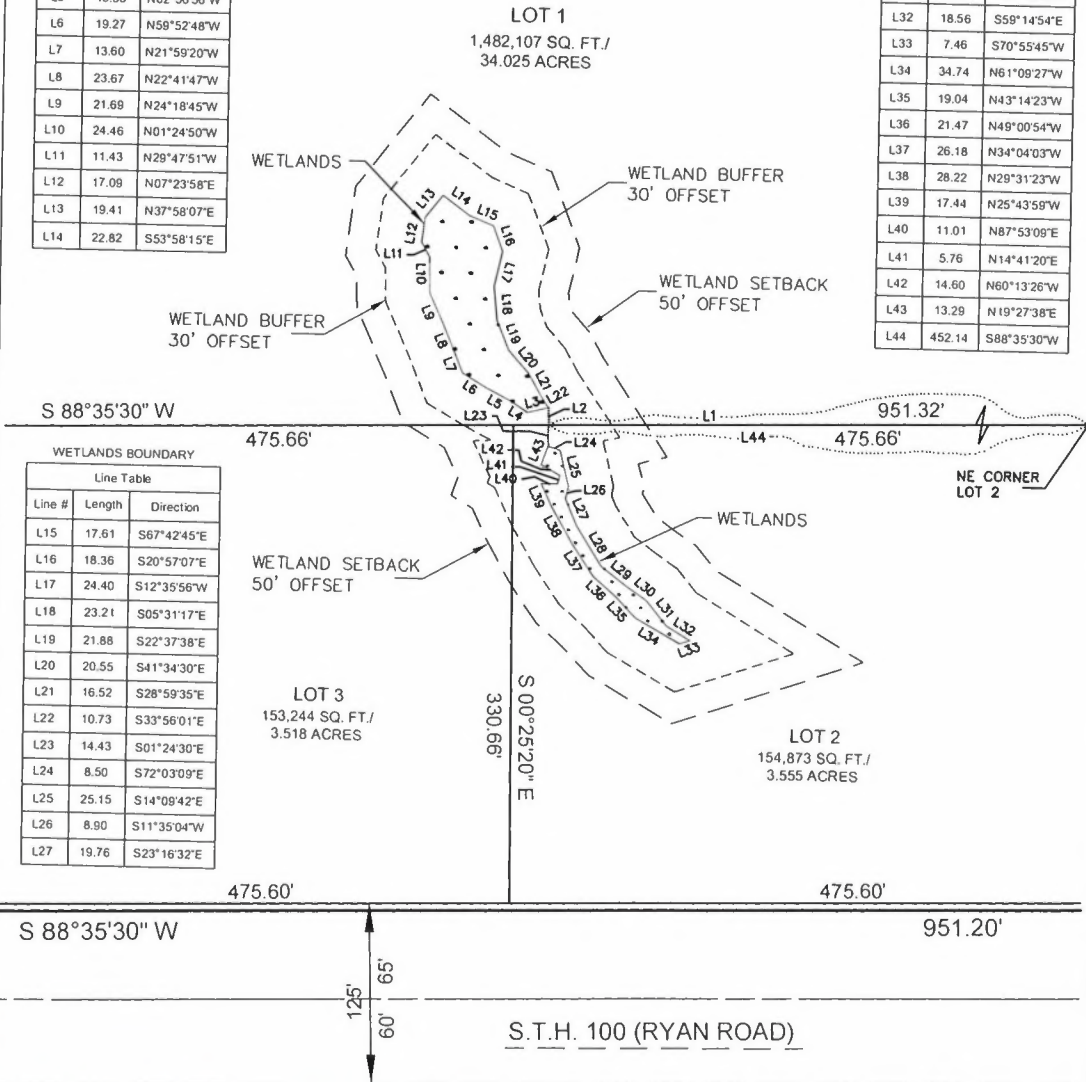 L6 19.27 N59°52'48"W
L7 13.60 N21°59'20"W
L8 23.67 N22°41'47"W
L9 21.69 N24°18'45"W
L10 24.46 N01°24'50"W
L11 11.43 N29°47'51"W
L12 17.09 N07°23'58"E
L13 19.41 N37°58'07"E
L14 22.82 S53°58'15"E
LOT 1
1,482,107 SQ. FT./
34.025 ACRES
L32 18.56 S59°14'54"E
L33 7.46 S70°55'45"W
L34 34.74 N61°09'27"W
L35 19.04 N43°14'23"W
L36 21.47 N49°00'54"W
L37 26.18 N34°04'03"W
L38 28.22 N29°31'23"W
L39 17.44 N25°43'59"W
L40 11.01 N87°53'09"E
L41 5.76 N14°41'20"E
L42 14.60 N60°13'26"W
L43 13.29 N19°27'38"E
L44 452.14 S88°35'30"W
WETLANDS
WETLAND BUFFER
30' OFFSET
WETLAND SETBACK
50' OFFSET
WETLAND BUFFER
30' OFFSET
L13
L14
L15
L12
L16
L11
L10
L17
L9
L18
L8
L19
L7
L20
L6
L21
L5
L22
L4
L3
L2
L23
L1
S 88°35'30" W
951.32'
475.66'
L44
475.66'
NE CORNER
LOT 2
L43
L24
L42
L41
L40
L25
L26
L39
L27
L38
L28
L37
L29
L36
L30
L35
L31
L34
L32
L33
WETLANDS
WETLAND SETBACK
50' OFFSET
WETLANDS BOUNDARY
Line Table
Line # Length Direction
L15 17.61 S67°42'45"E
L16 18.36 S20°57'07"E
L17 24.40 S12°35'56"W
L18 23.21 S05°31'17"E
L19 21.88 S22°37'38"E
L20 20.55 S41°34'30"E
L21 16.52 S28°59'35"E
L22 10.73 S33°56'01"E
L23 14.43 S01°24'30"E
L24 8.50 S72°03'09"E
L25 25.15 S14°09'42"E
L26 8.90 S11°35'04"W
L27 19.76 S23°16'32"E
LOT 3
153,244 SQ. FT./
3.518 ACRES
S 00°25'20" E
330.66'
LOT 2
154,873 SQ. FT./
3.555 ACRES
475.60'
475.60'
S 88°35'30" W
951.20'
65'
125'
60'
S.T.H. 100 (RYAN ROAD)